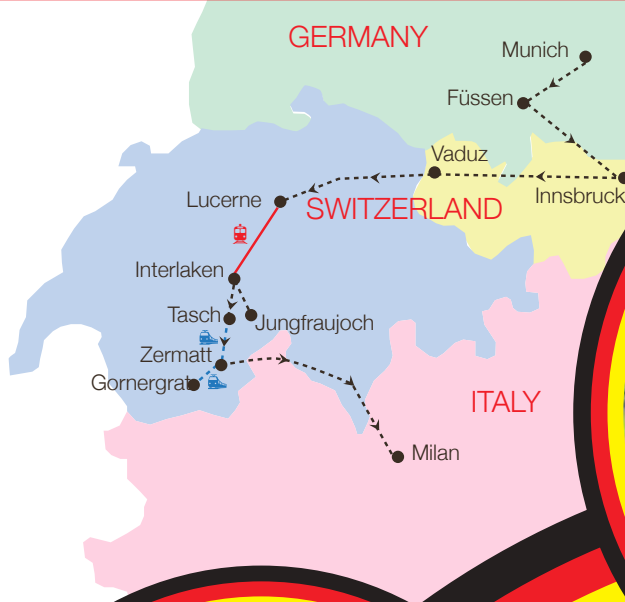 GERMANY
Munich
Füssen
Vaduz
Innsbruck
Lucerne
SWITZERLAND
Interlaken
Tasch
Jungfraujoch
Zermatt
Gornergrat
ITALY
Milan